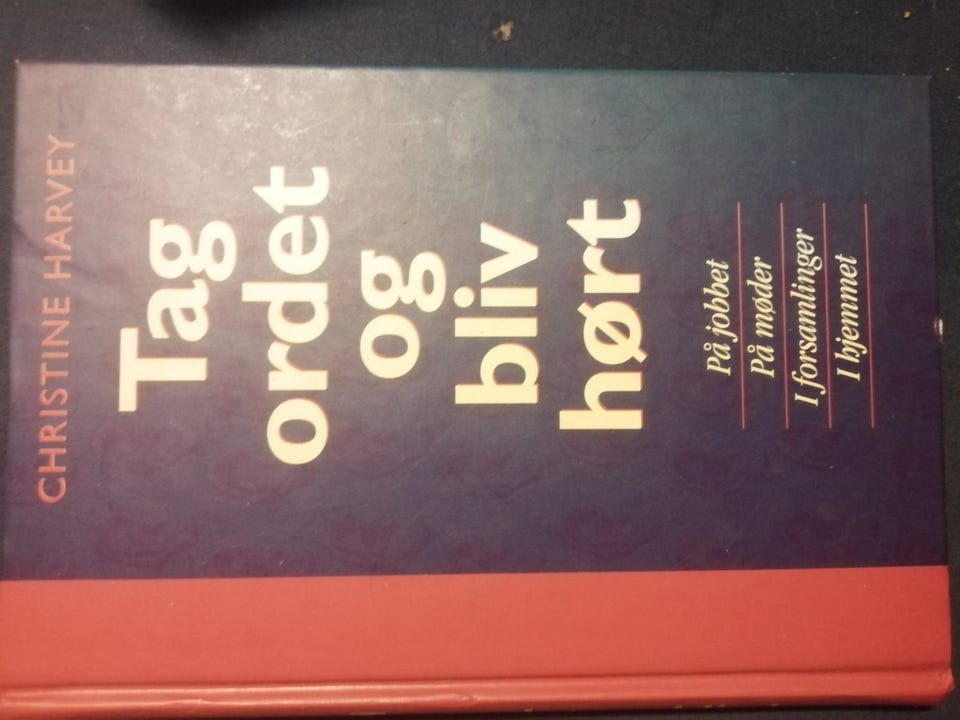 CHRISTINE HARVEY
Tag
ordet
og
bliv
hørt
På jobbet
På møder
I forsamlinger
I hjemmet